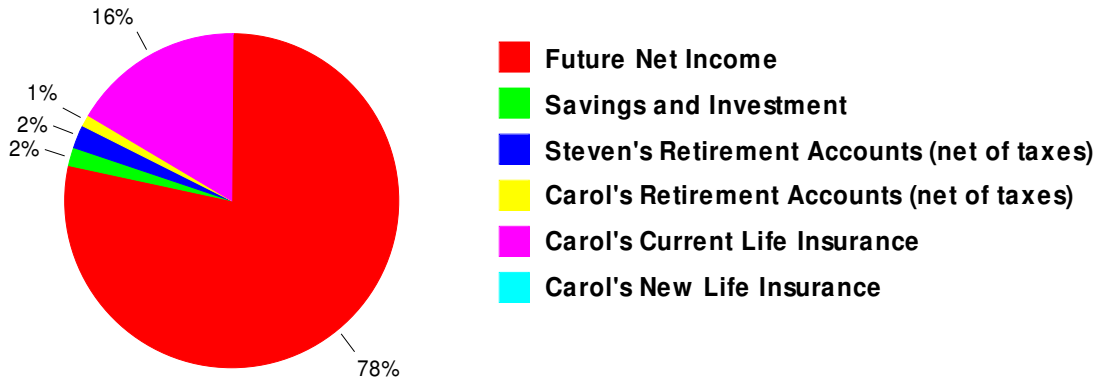 16%
1%
2%
2%
78%
Future Net Income
Savings and Investment
Steven's Retirement Accounts (net of taxes)
Carol's Retirement Accounts (net of taxes)
Carol's Current Life Insurance
Carol's New Life Insurance